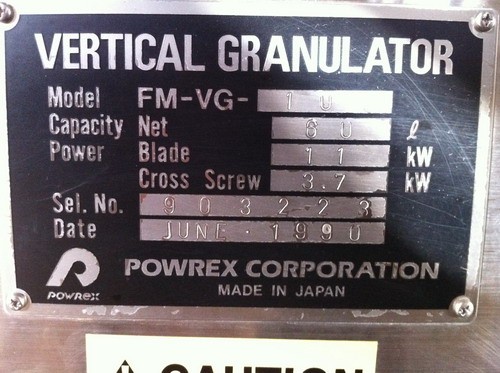 VERTICAL GRANULATOR
Model FM-VG- 10
Capacity Net 60 ℓ
Power Blade 11 kW
Cross Screw 3.7 kW
Sel. No. 9032-23
Date JUNE · 1990
POWREX CORPORATION
POWREX MADE IN JAPAN
CAUTION